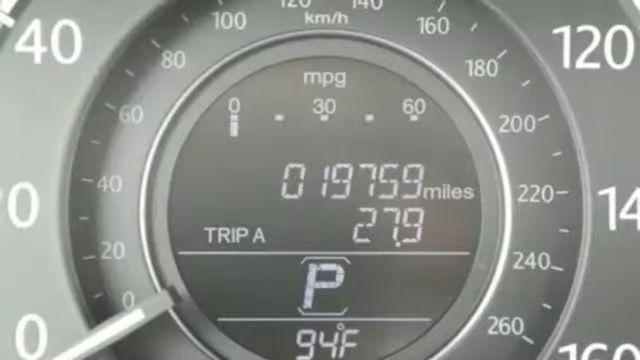 120 140
km/h
100 160
40 120
80 mpg 180
0 30 60
60 200
019759 miles
40 220
TRIP A 27.9
20 240
P
0
0 260
94°F